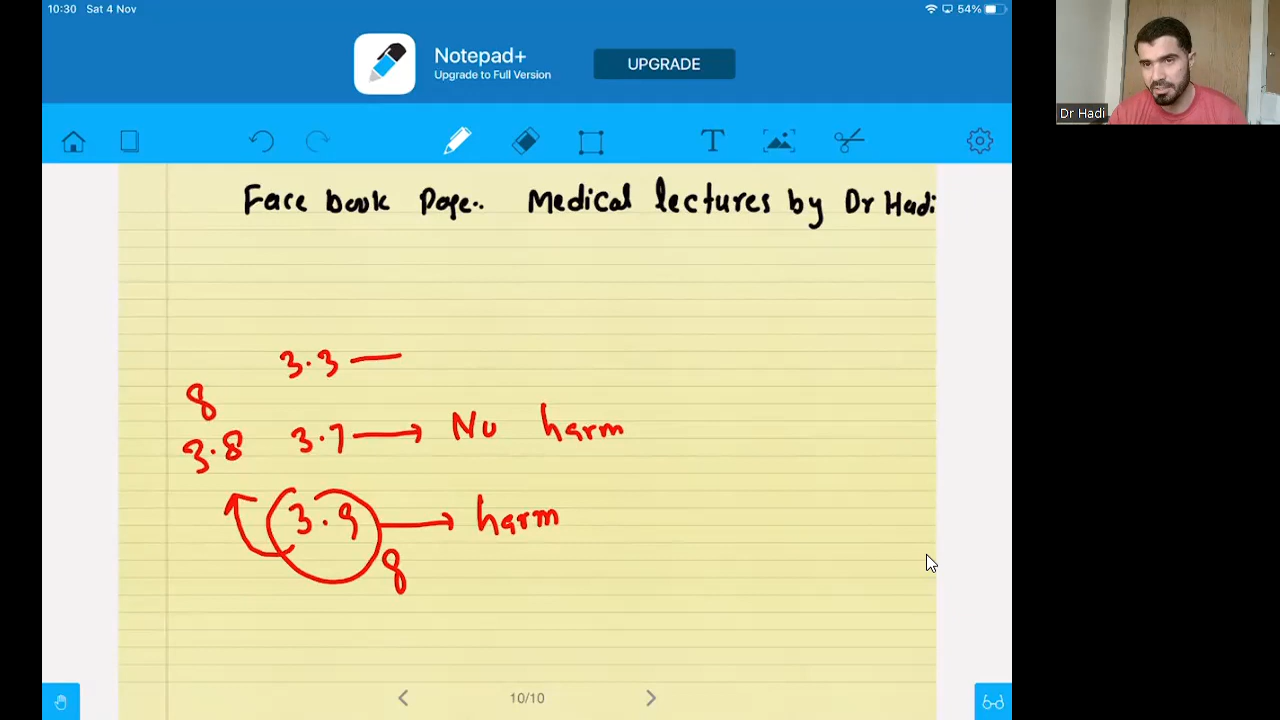 10:30 Sat 4 Nov
54%
Notepad+
Upgrade to Full Version
UPGRADE
Dr Hadi
T
Face book Page.. Medical lectures by Dr Hadi
3.3 —
8
3.8 3.7 → No harm
3.9 → harm
8
10/10